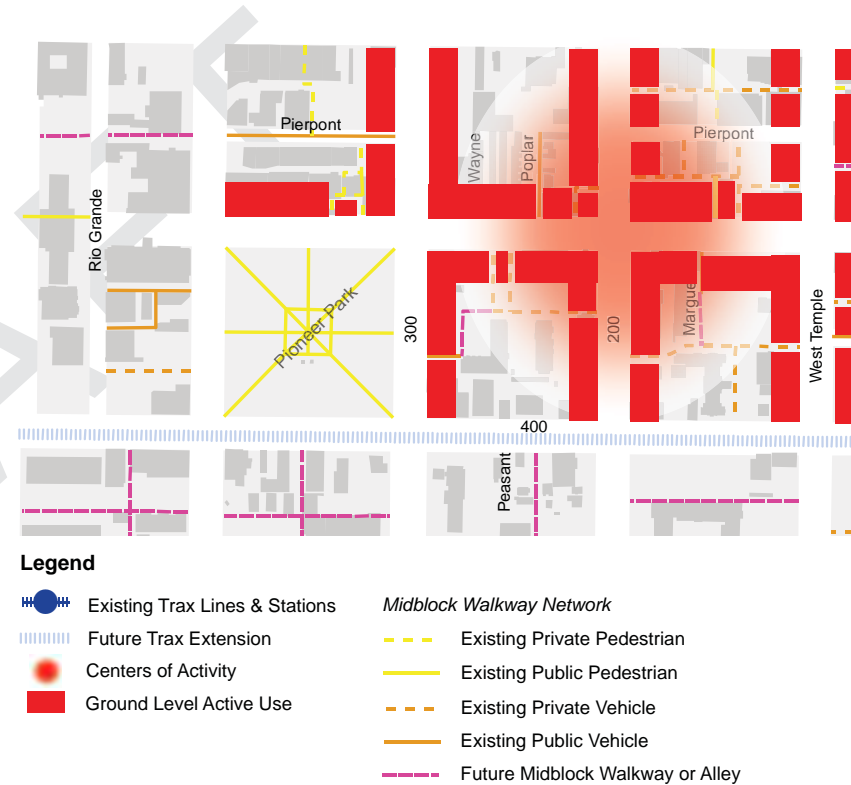 Pierpont
Pierpont
Wayne
Poplar
Rio Grande
Pioneer Park
300
200
Margue
West Temple
400
Peasant
Legend
Existing Trax Lines & Stations
Future Trax Extension
Centers of Activity
Ground Level Active Use
Midblock Walkway Network
Existing Private Pedestrian
Existing Public Pedestrian
Existing Private Vehicle
Existing Public Vehicle
Future Midblock Walkway or Alley